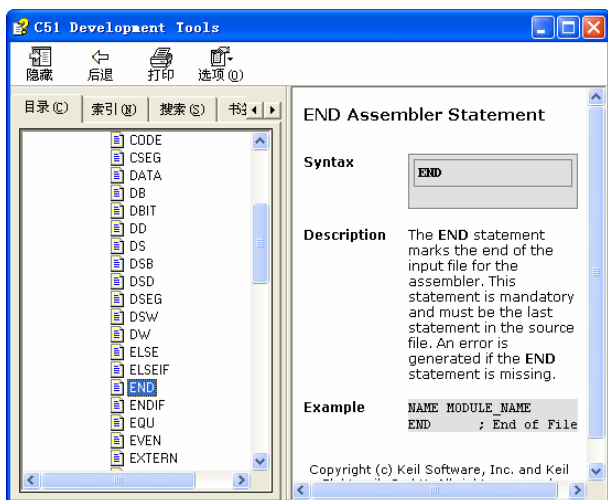 C51 Development Tools
隐藏 后退 打印 选项(O)
目录(C) 索引(N) 搜索(S)
CODE
CSEG
DATA
DB
DBIT
DD
DS
DSB
DSD
DSEG
DSW
DW
ELSE
ELSEIF
END
ENDIF
EQU
EVEN
EXTERN
END Assembler Statement
Syntax
END
Description
The END statement
marks the end of the
input file for the
assembler. This
statement is mandatory
and must be the last
statement in the source
file. An error is
generated if the END
statement is missing.
Example
NAME MODULE_NAME
END ; End of File
Copyright (c) Keil Software, Inc. and Keil